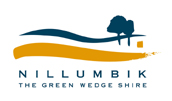 NILLUMBIK
THE GREEN WEDGE SHIRE